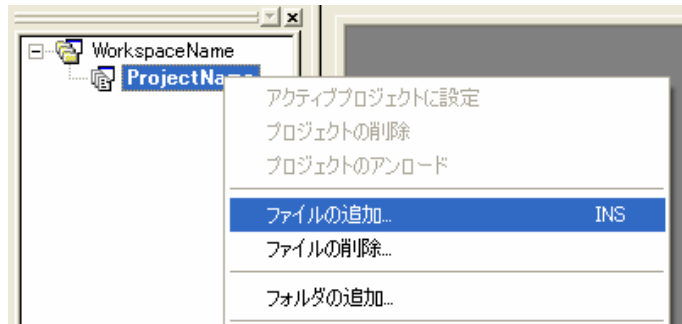 WorkspaceName
ProjectName
アクティブプロジェクトに設定
プロジェクトの削除
プロジェクトのアンロード
ファイルの追加... INS
ファイルの削除...
フォルダの追加...